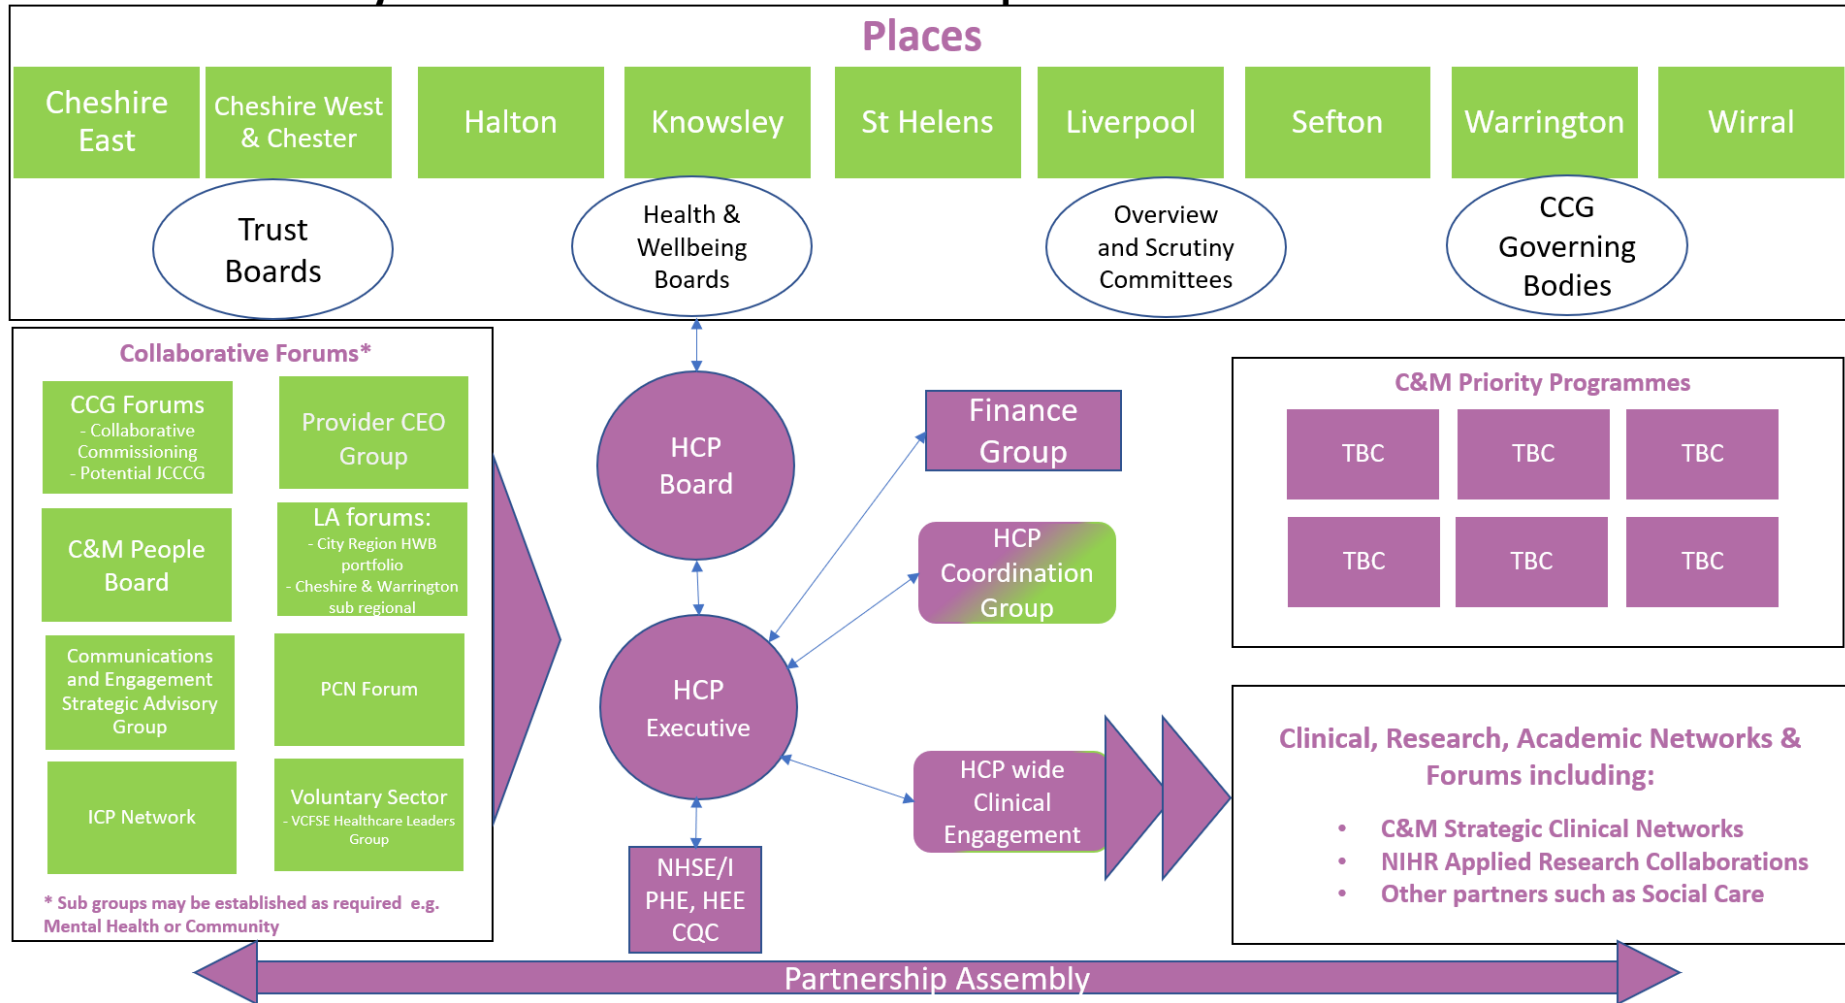 Places
Cheshire
East
Cheshire West
& Chester
Halton
Knowsley
St Helens
Liverpool
Sefton
Warrington
Wirral
Trust
Boards
Health &
Wellbeing
Boards
Overview
and Scrutiny
Committees
CCG
Governing
Bodies
Collaborative Forums*
CCG Forums
- Collaborative
Commissioning
- Potential JCCCG
Provider CEO
Group
C&M People
Board
LA forums:
- City Region HWB
portfolio
- Cheshire & Warrington
sub regional
Communications
and Engagement
Strategic Advisory
Group
PCN Forum
ICP Network
Voluntary Sector
- VCFSE Healthcare Leaders
Group
* Sub groups may be established as required e.g.
Mental Health or Community
HCP
Board
HCP
Executive
NHSE/I
PHE, HEE
CQC
Finance
Group
HCP
Coordination
Group
HCP wide
Clinical
Engagement
C&M Priority Programmes
TBC
TBC
TBC
TBC
TBC
TBC
Clinical, Research, Academic Networks &
Forums including:
• C&M Strategic Clinical Networks
• NIHR Applied Research Collaborations
• Other partners such as Social Care
Partnership Assembly